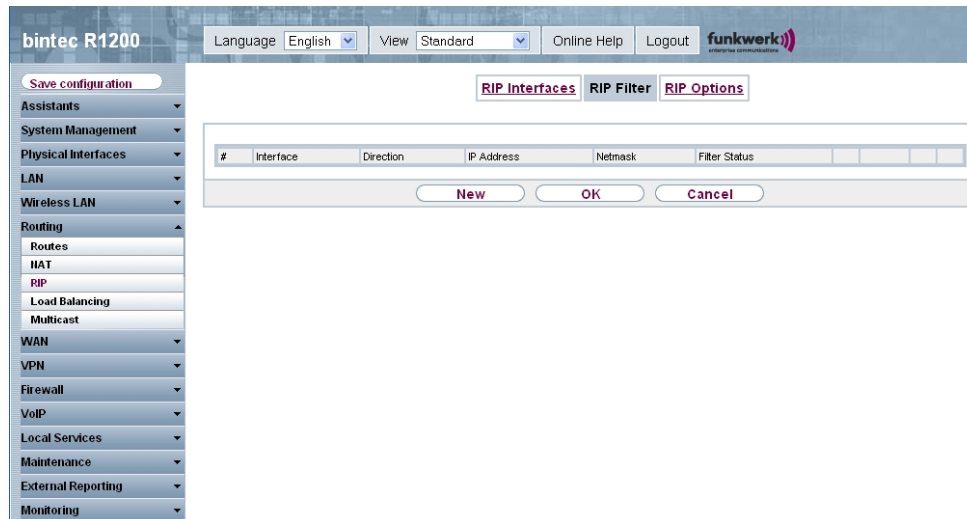 bintec R1200
Language English View Standard Online Help Logout funkwerk
enterprise communications
Save configuration
Assistants
System Management
Physical Interfaces
LAN
Wireless LAN
Routing
Routes
NAT
RIP
Load Balancing
Multicast
WAN
VPN
Firewall
VoIP
Local Services
Maintenance
External Reporting
Monitoring
RIP Interfaces RIP Filter RIP Options
# Interface Direction IP Address Netmask Filter Status
New OK Cancel